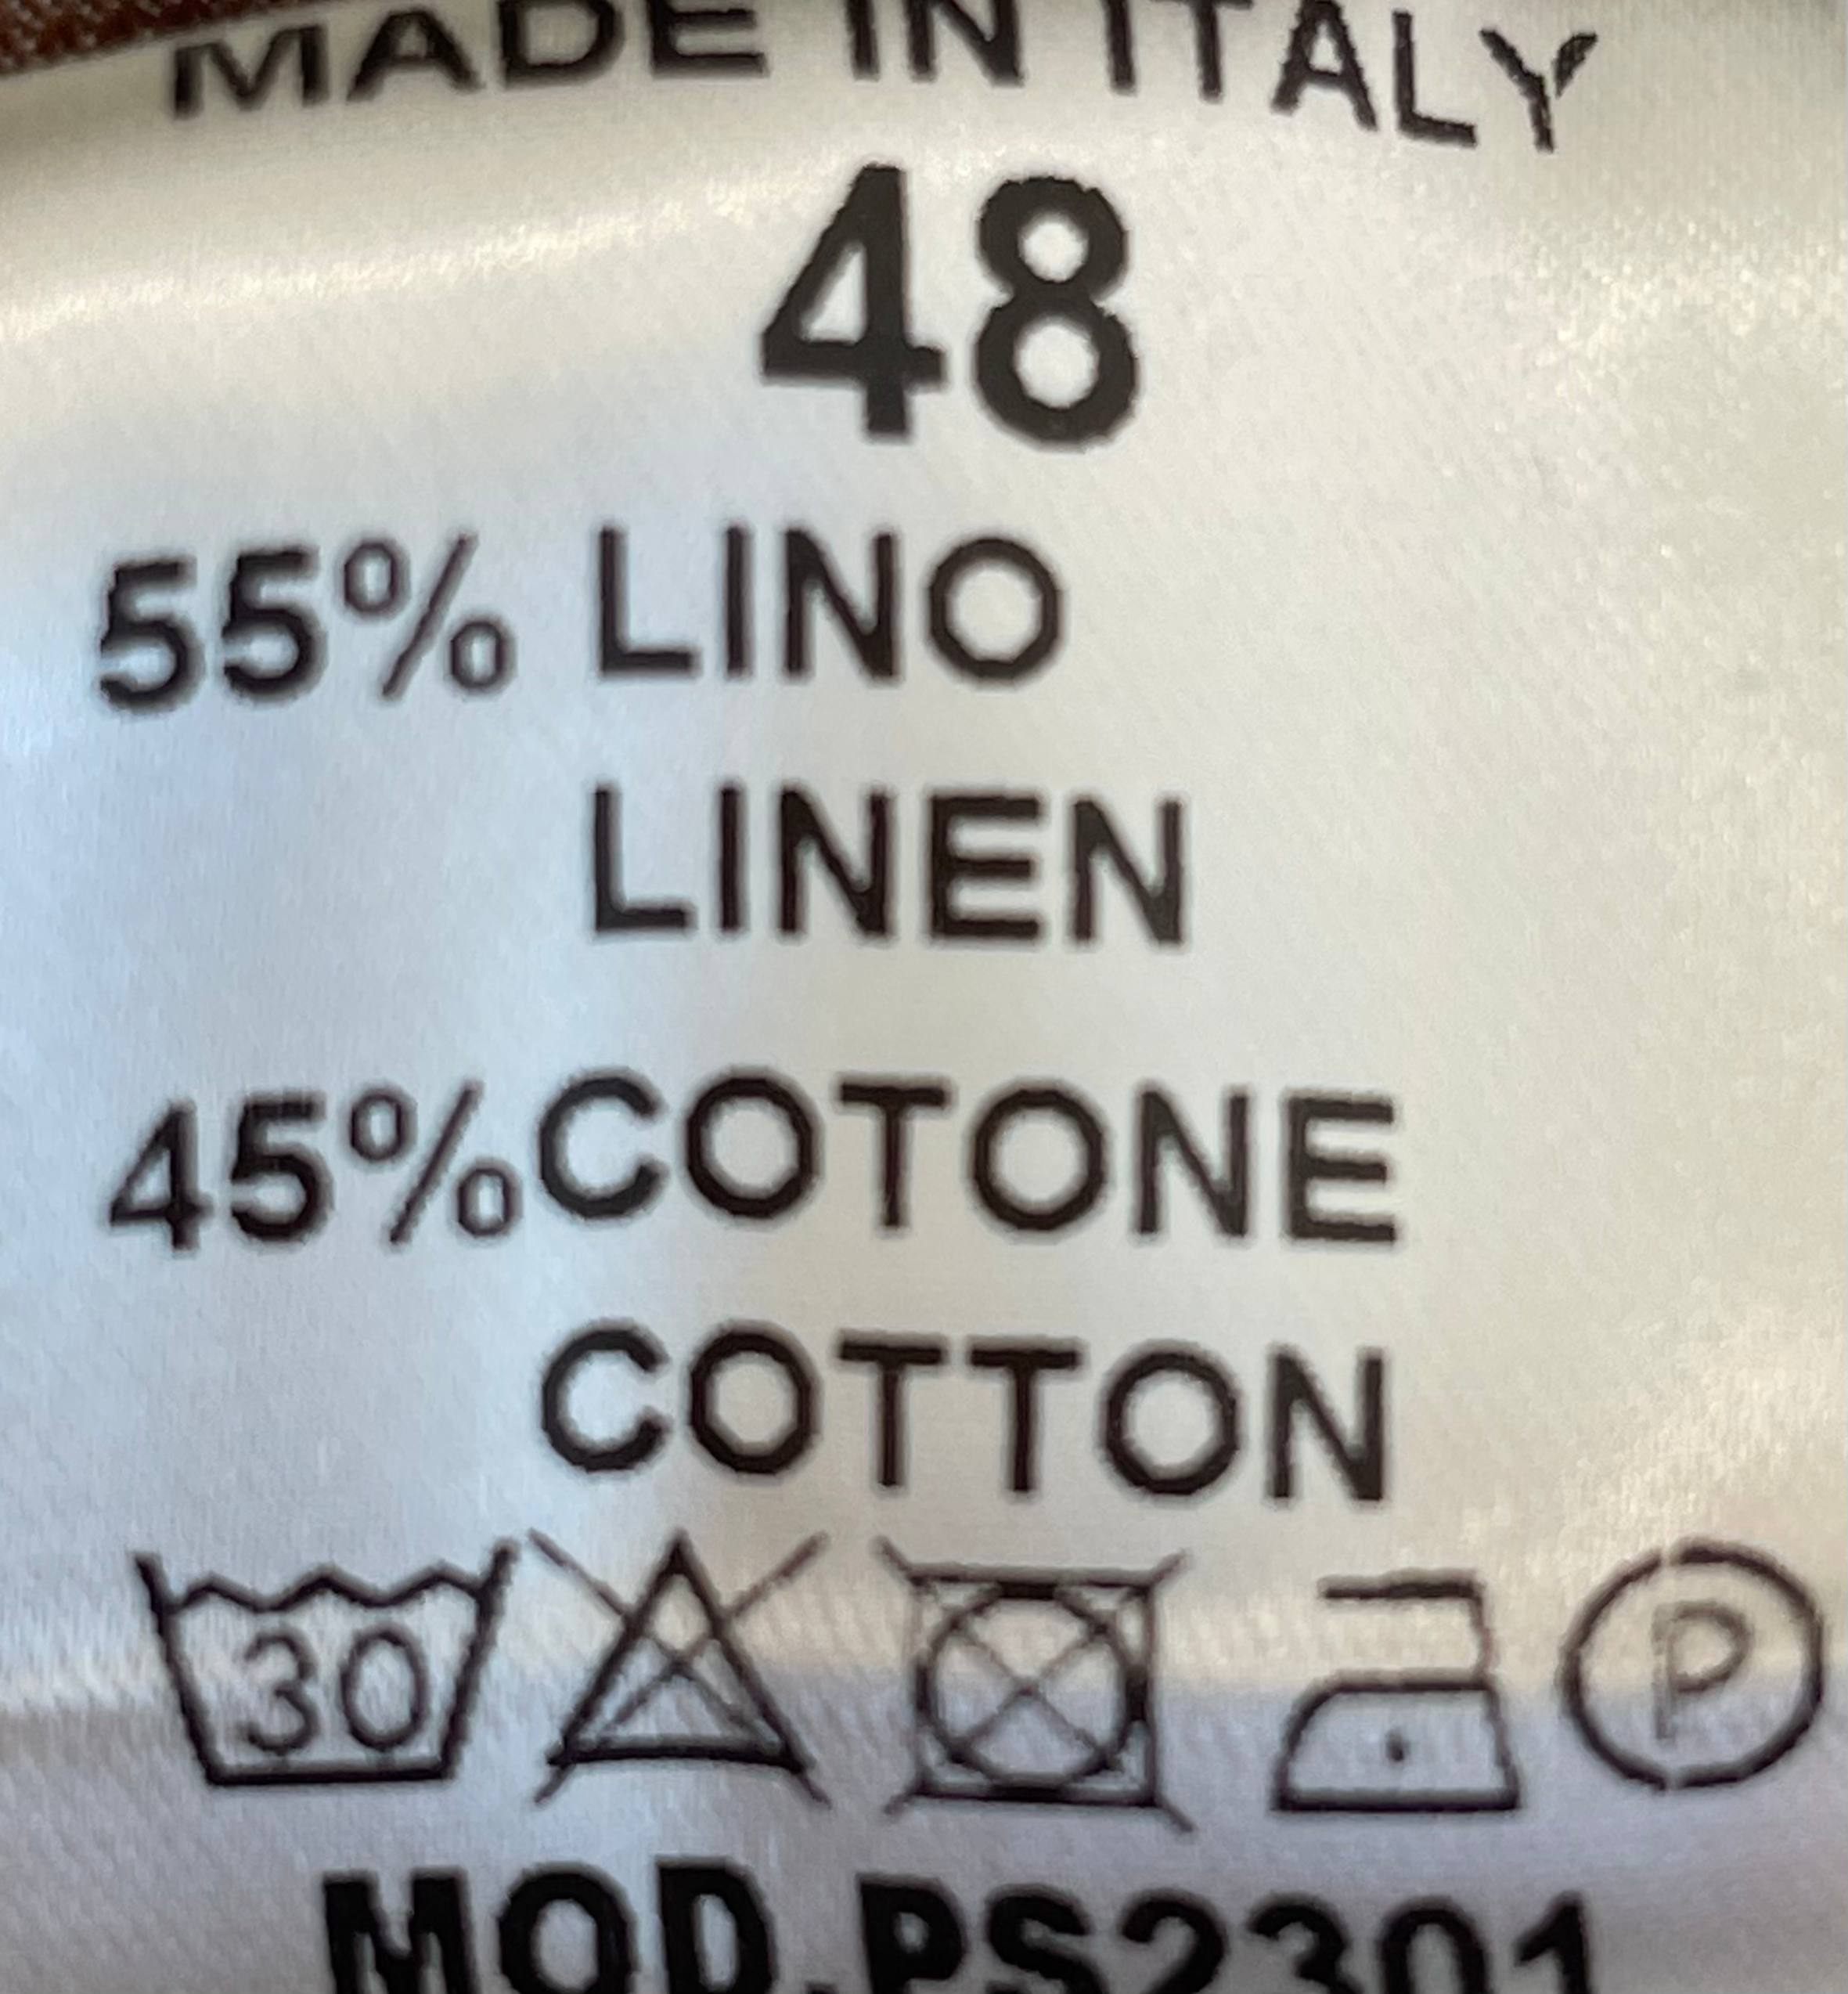 MADE IN ITALY
48
55% LINO
LINEN
45% COTONE
COTTON
30 P
MOD.PS2301